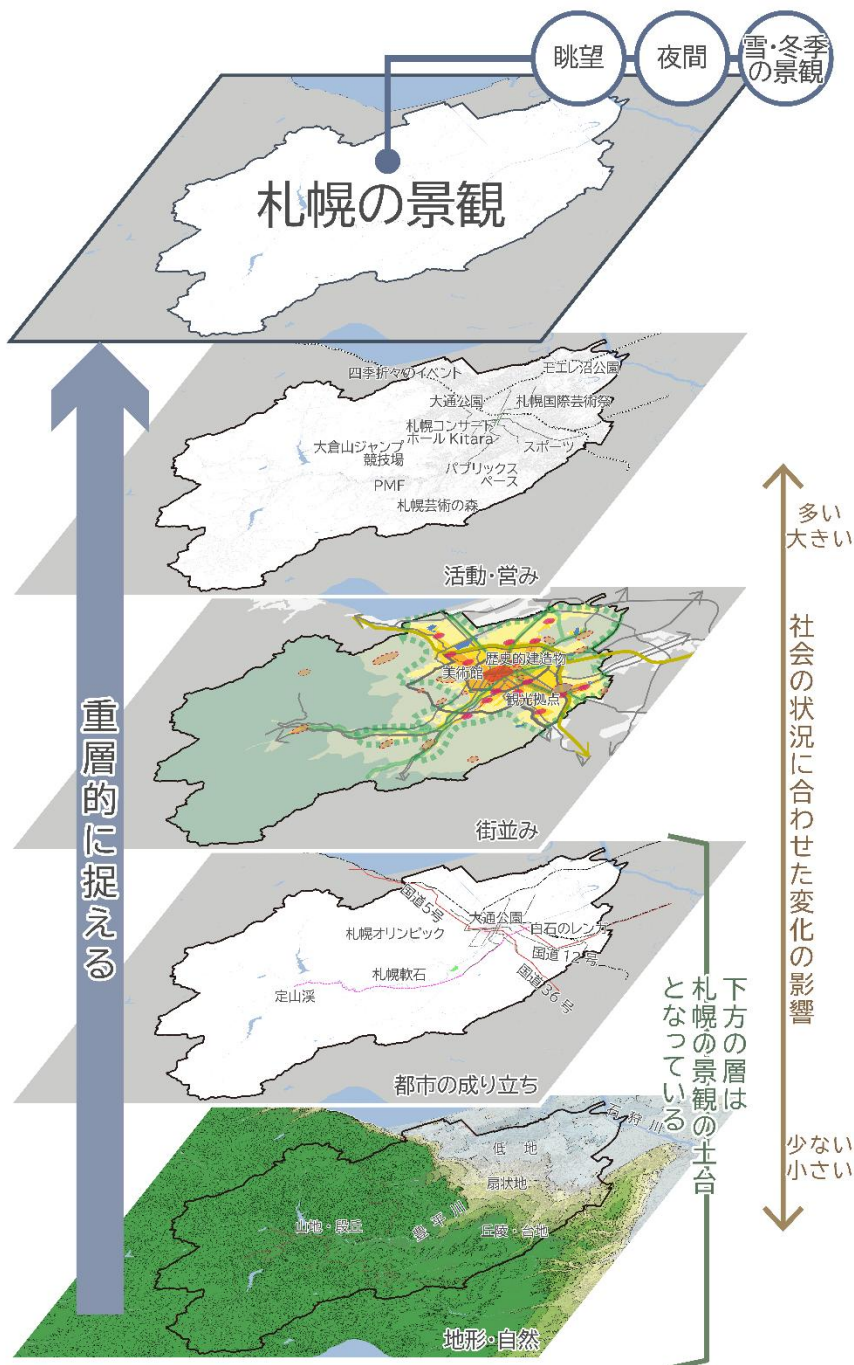 眺望
夜間
雪・冬季
の景観
札幌の景観
四季折々のイベント
モエレ沼公園
大通公園
札幌国際芸術祭
札幌コンサート
ホール Kitara
大倉山ジャンプ
競技場
スポーツ
パブリックス
ペース
PMF
札幌芸術の森
活動・営み
歴史的建造物
美術館
観光拠点
街並み
国道5号
大通公園
札幌オリンピック
白石のレンガ
国道12号
札幌軟石
国道36号
定山渓
都市の成り立ち
石狩川
低地
扇状地
豊平川
山地・段丘
丘陵・台地
地形・自然
重層的に捉える
多い
大きい
社会の状況に合わせた変化の影響
少ない
小さい
下方の層は
札幌の景観の土台
となっている